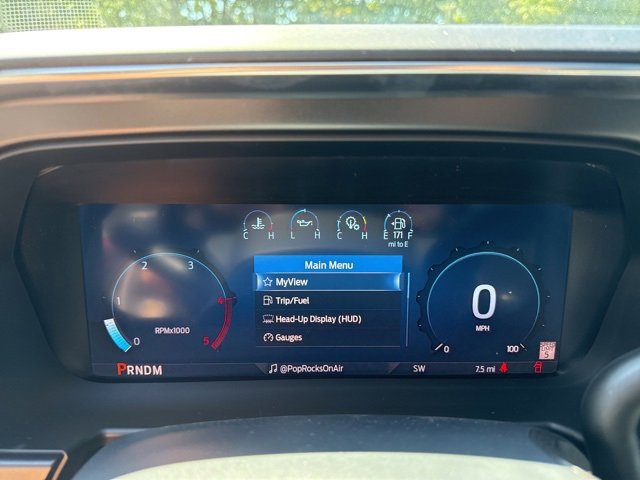 C H
L H
C H
E F
171
mi to E
Main Menu
MyView
Trip/Fuel
Head-Up Display (HUD)
Gauges
0
1
2
3
4
5
RPMx1000
0
MPH
0
100
5
PRNDM
@PopRocksOnAir
SW
7.5 mi